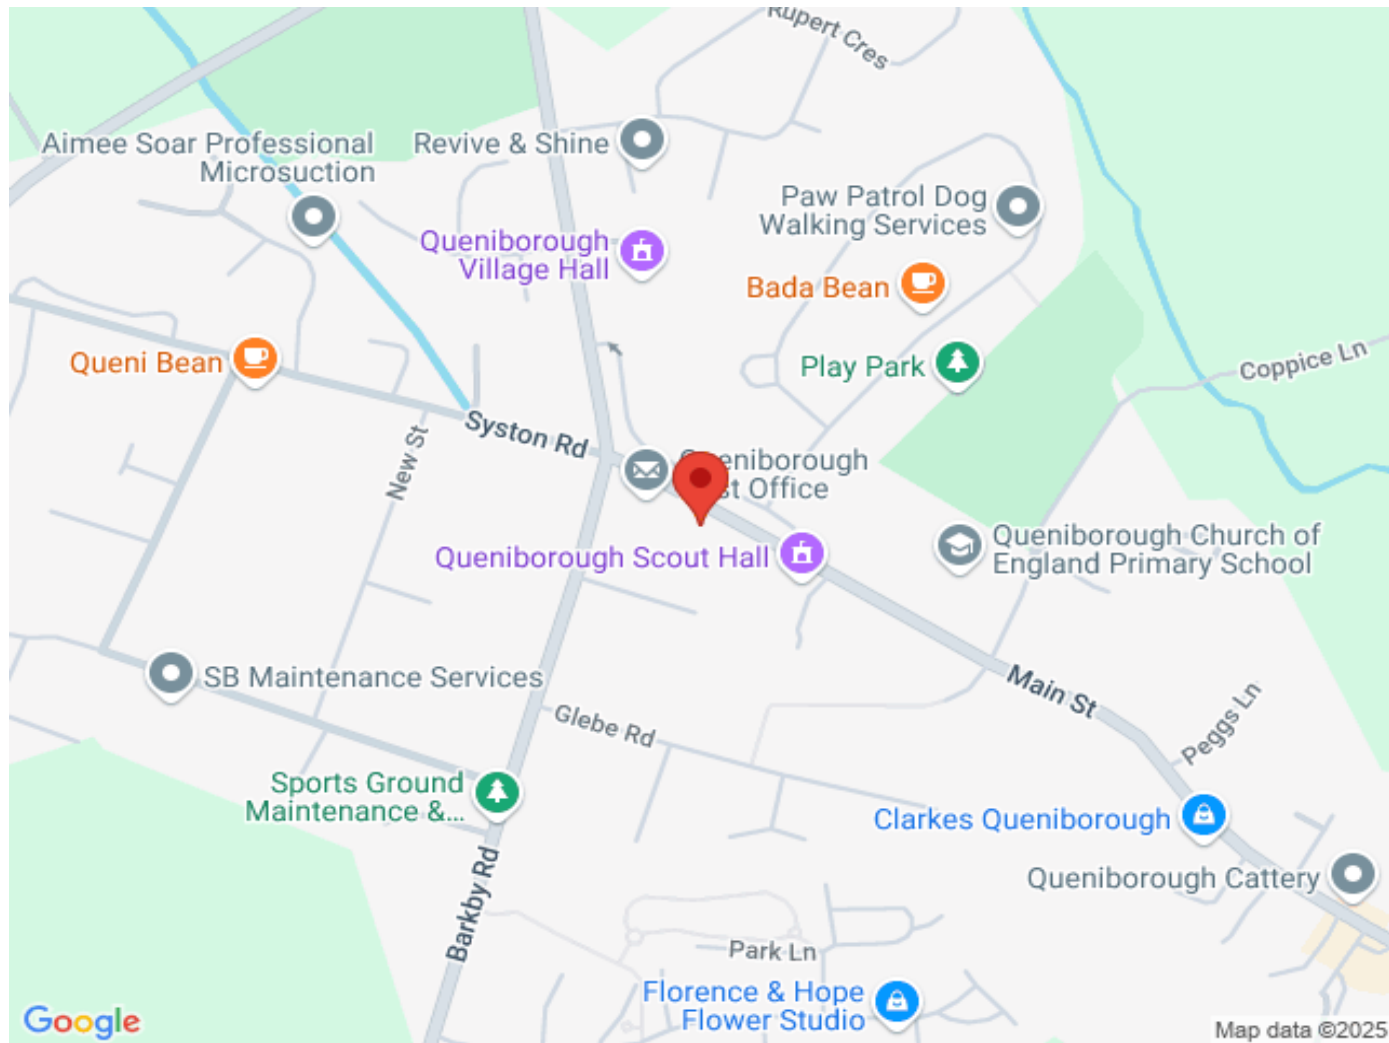 Rupert Cres
Aimee Soar Professional
Microsuction
Revive & Shine
Paw Patrol Dog
Walking Services
Queniborough
Village Hall
Bada Bean
Queni Bean
Play Park
Coppice Ln
Syston Rd
New St
Office
Queniborough Scout Hall
Queniborough Church of
England Primary School
SB Maintenance Services
Main St
Glebe Rd
Peggs Ln
Sports Ground
Maintenance &...
Clarkes Queniborough
Queniborough Cattery
Barkby Rd
Park Ln
Florence & Hope
Flower Studio
Google
Map data ©2025